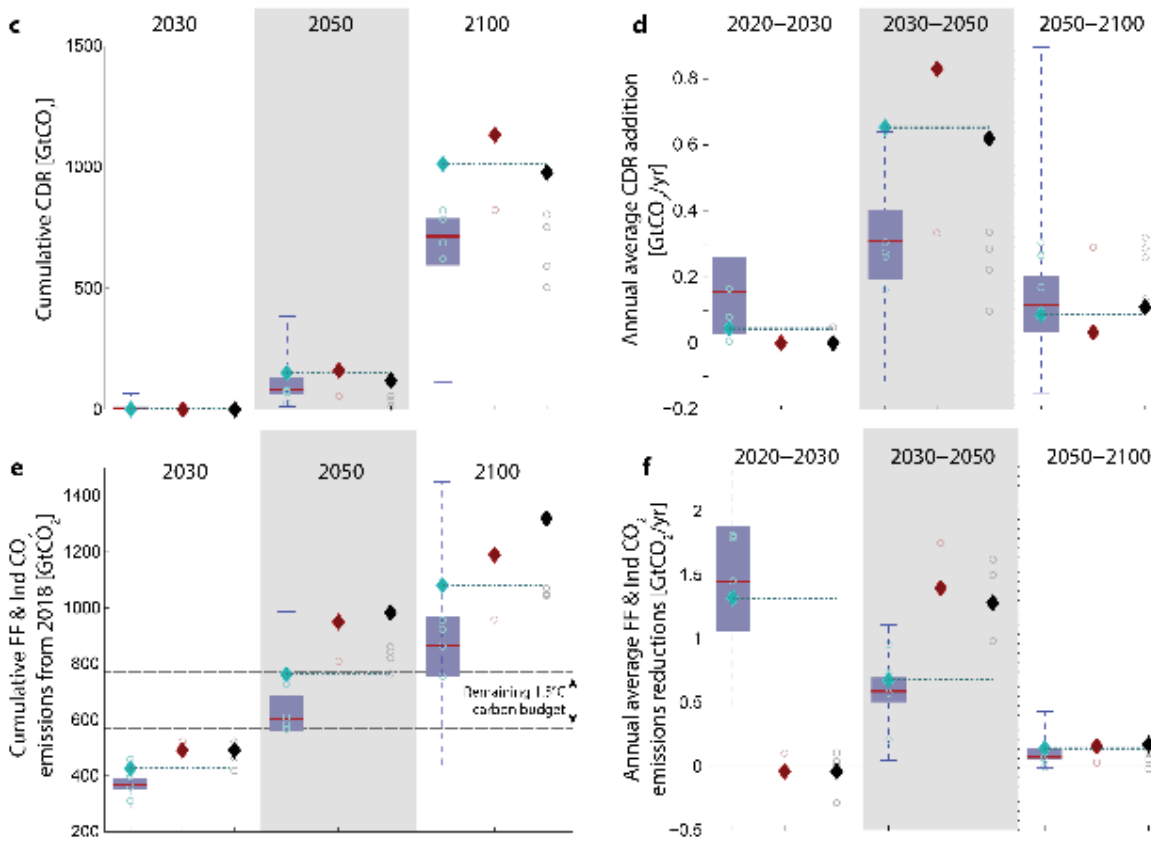 c
2030
2050
2100
1500
1000
500
0
Cumulative CDR [GtCO₂]
d
2020–2030
2030–2050
2050–2100
0.8
0.6
0.4
0.2
0
−0.2
Annual average CDR addition
[GtCO₂/yr]
e
2030
2050
2100
1400
1200
1000
800
600
400
200
Cumulative FF & Ind CO₂
emissions from 2018 [GtCO₂]
Remaining 1.5°C
carbon budget
f
2020–2030
2030–2050
2050–2100
2
1.5
1
0.5
0
−0.5
Annual average FF & Ind CO₂
emissions reductions [GtCO₂/yr]